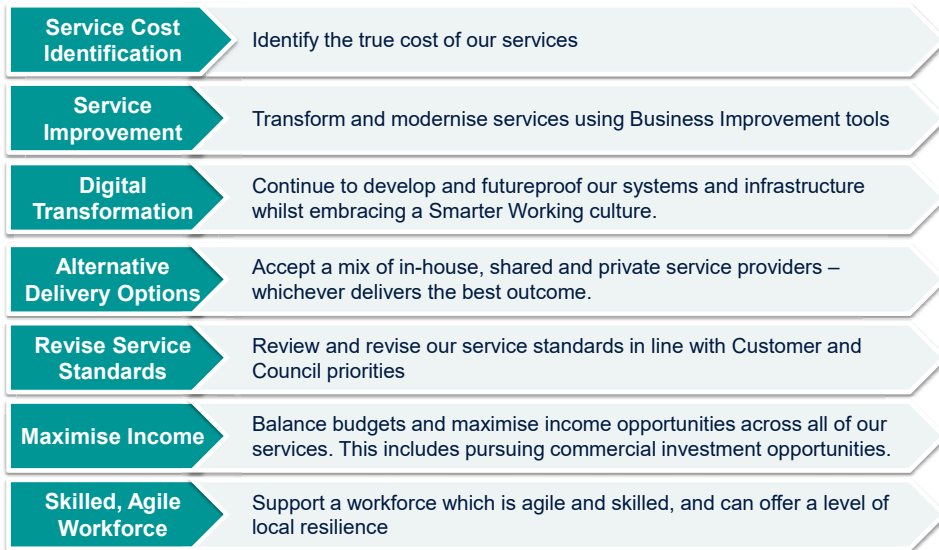 Service Cost
Identification
Identify the true cost of our services
Service
Improvement
Transform and modernise services using Business Improvement tools
Digital
Transformation
Continue to develop and futureproof our systems and infrastructure
whilst embracing a Smarter Working culture.
Alternative
Delivery Options
Accept a mix of in-house, shared and private service providers –
whichever delivers the best outcome.
Revise Service
Standards
Review and revise our service standards in line with Customer and
Council priorities
Maximise Income
Balance budgets and maximise income opportunities across all of our
services. This includes pursuing commercial investment opportunities.
Skilled, Agile
Workforce
Support a workforce which is agile and skilled, and can offer a level of
local resilience